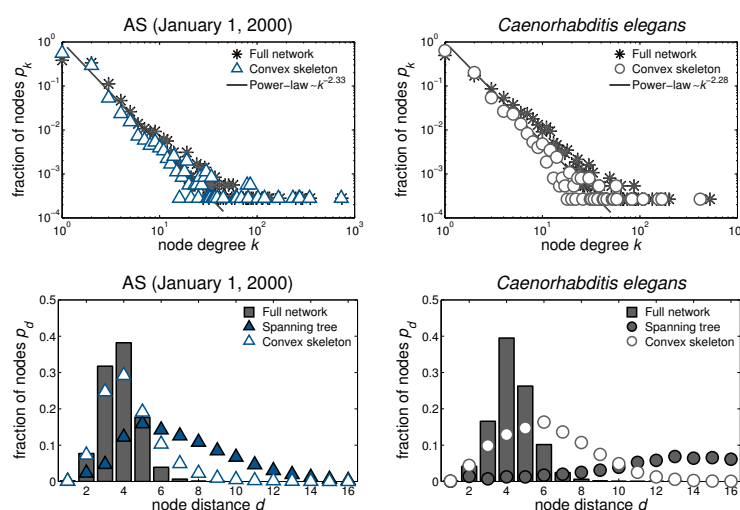 AS (January 1, 2000)
fraction of nodes p_k
10^0
10^-1
10^-2
10^-3
10^-4
Full network
Convex skeleton
Power-law ~k^-2.33
10^0 10^1 10^2 10^3
node degree k
Caenorhabditis elegans
fraction of nodes p_k
10^0
10^-1
10^-2
10^-3
10^-4
Full network
Convex skeleton
Power-law ~k^-2.28
10^0 10^1 10^2 10^3
node degree k
AS (January 1, 2000)
fraction of nodes p_d
0.5
0.4
0.3
0.2
0.1
0
Full network
Spanning tree
Convex skeleton
2 4 6 8 10 12 14 16
node distance d
Caenorhabditis elegans
fraction of nodes p_d
0.5
0.4
0.3
0.2
0.1
0
Full network
Spanning tree
Convex skeleton
2 4 6 8 10 12 14 16
node distance d